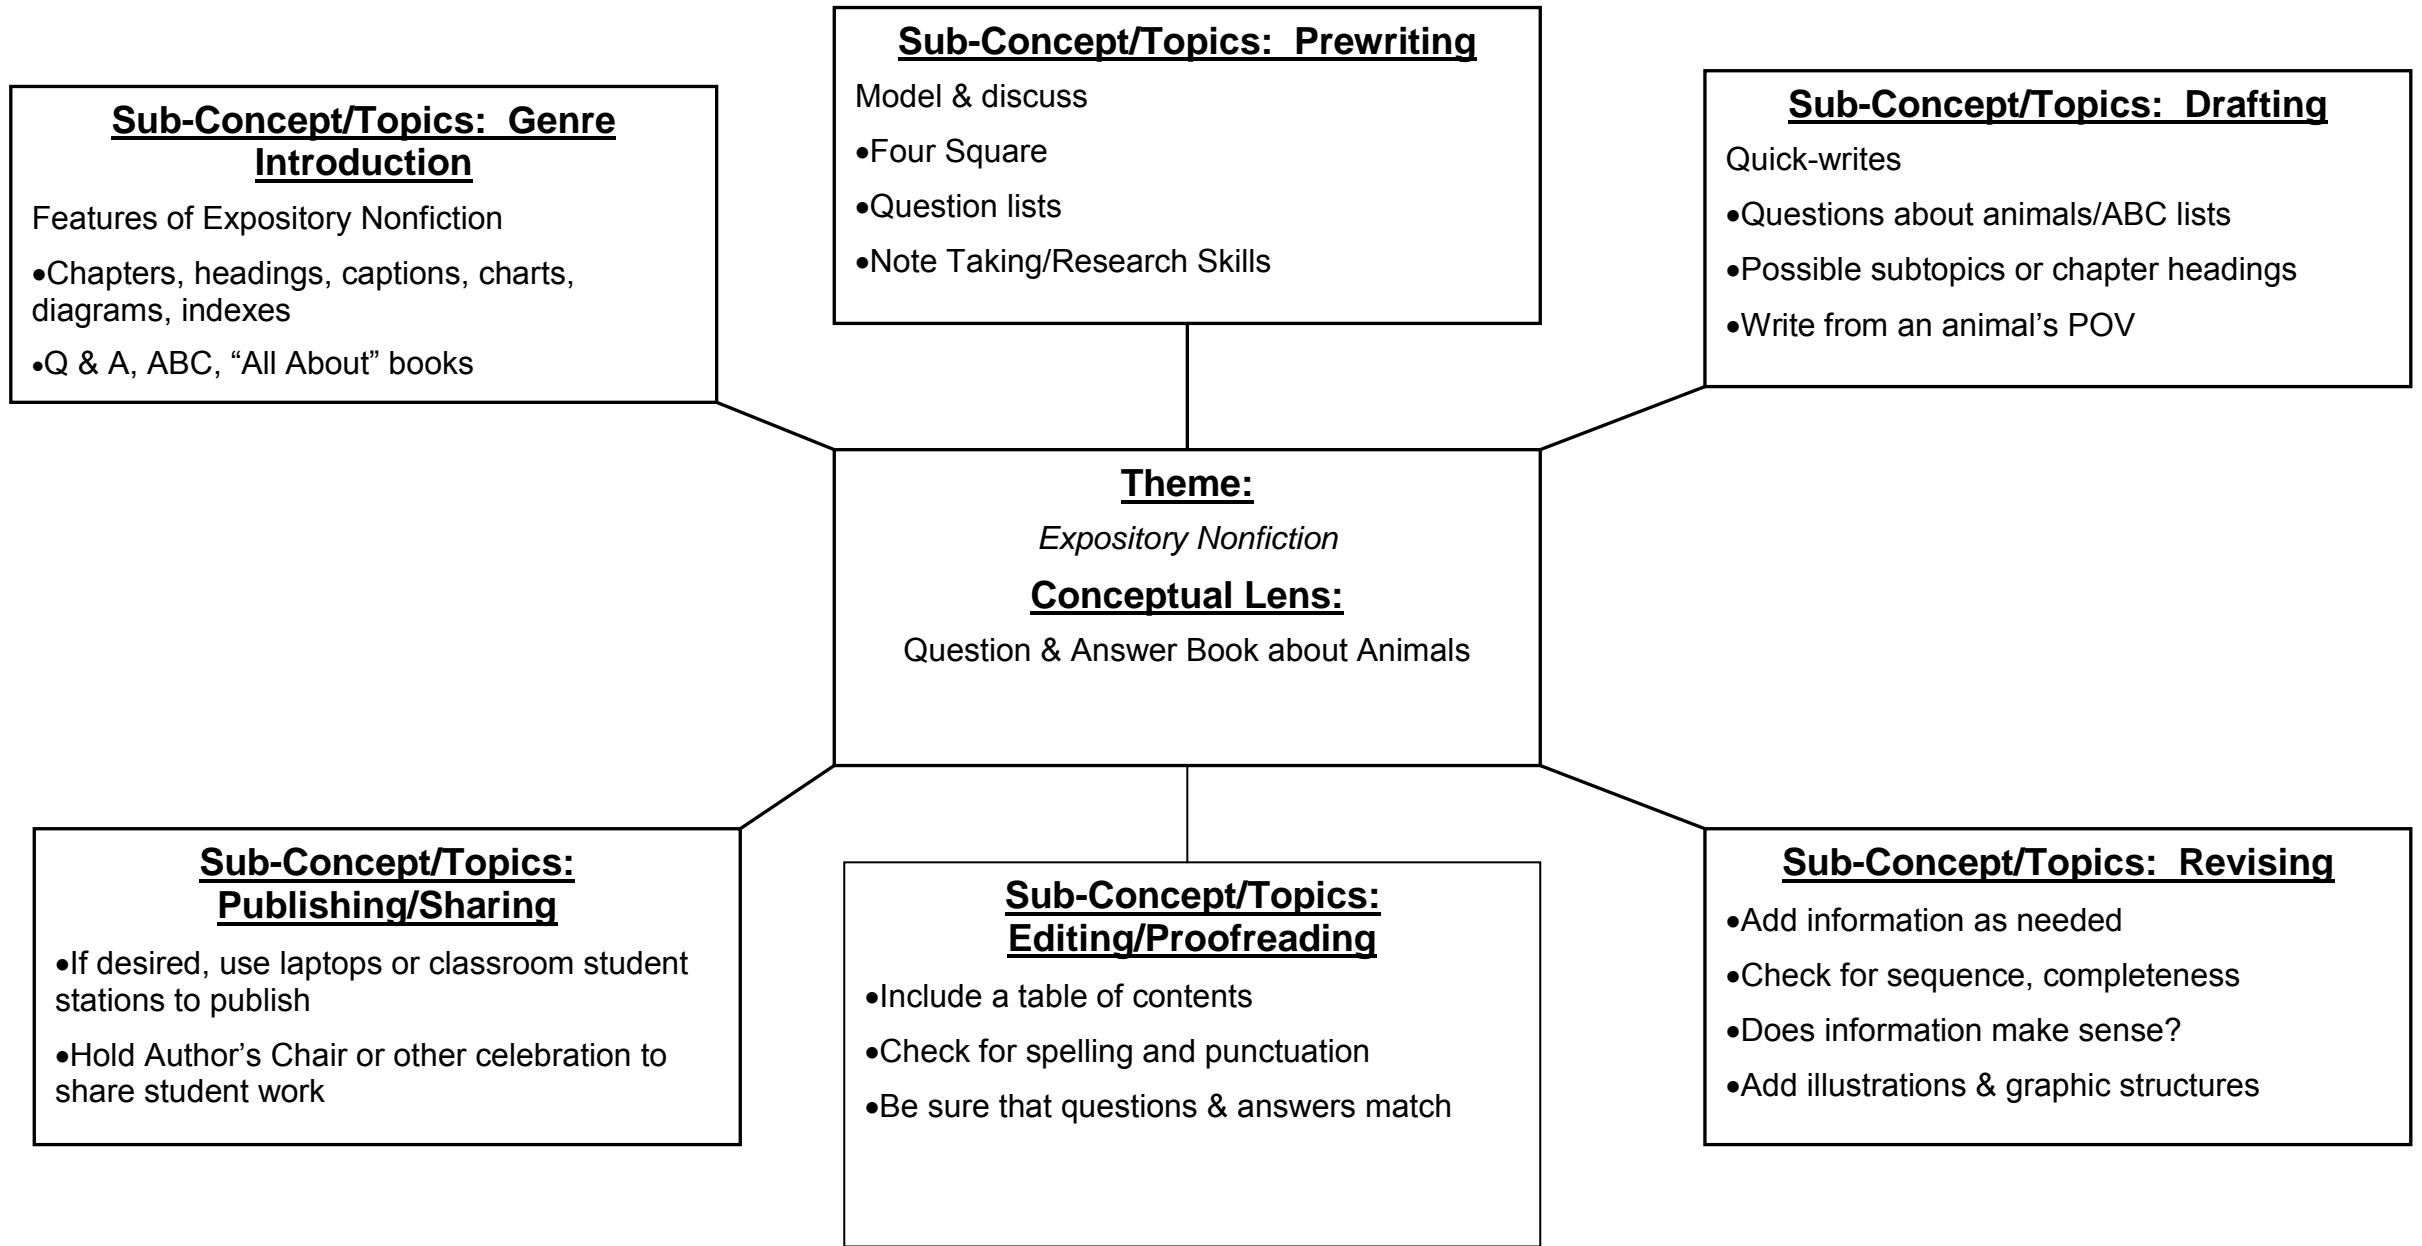 Sub-Concept/Topics:  Genre
Introduction
Features of Expository Nonfiction
•Chapters, headings, captions, charts,
diagrams, indexes
•Q & A, ABC, “All About” books
Sub-Concept/Topics:  Prewriting
Model & discuss
•Four Square
•Question lists
•Note Taking/Research Skills
Sub-Concept/Topics:  Drafting
Quick-writes
•Questions about animals/ABC lists
•Possible subtopics or chapter headings
•Write from an animal’s POV
Theme:
Expository Nonfiction
Conceptual Lens:
Question & Answer Book about Animals
Sub-Concept/Topics:
Publishing/Sharing
•If desired, use laptops or classroom student
stations to publish
•Hold Author’s Chair or other celebration to
share student work
Sub-Concept/Topics:
Editing/Proofreading
•Include a table of contents
•Check for spelling and punctuation
•Be sure that questions & answers match
Sub-Concept/Topics:  Revising
•Add information as needed
•Check for sequence, completeness
•Does information make sense?
•Add illustrations & graphic structures